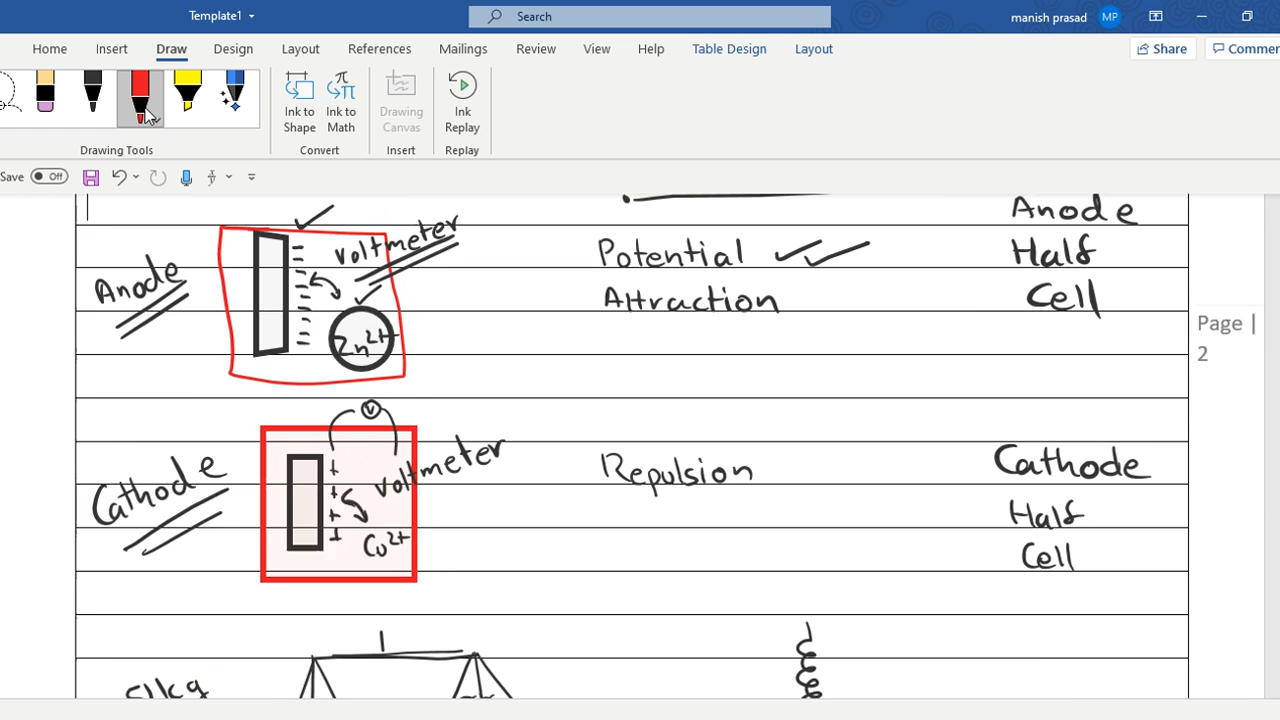 Template1
Search
manish prasad
MP
Home Insert Draw Design Layout References Mailings Review View Help Table Design Layout
Share
Ink to Shape
Ink to Math
Drawing Canvas
Ink Replay
Drawing Tools
Convert
Insert
Replay
Save Off
Anode
Anode
voltmeter
Potential
Half
Attraction
Cell
Zn2+
Page |
2
V
Cathode
voltmeter
Repulsion
Cathode
+
+
+
+
Cu2+
Half
Cell